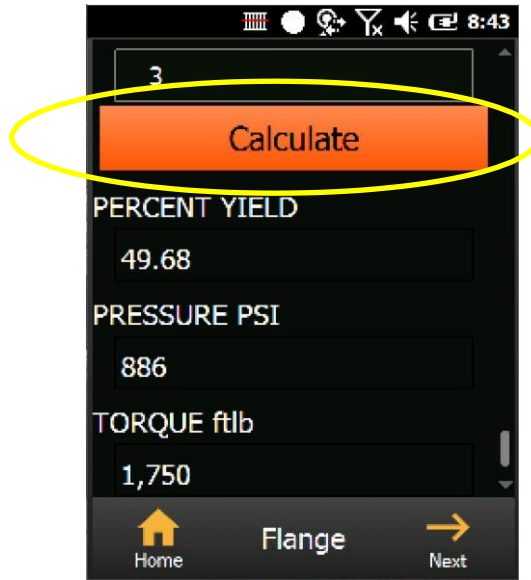 8:43
3
Calculate
PERCENT YIELD
49.68
PRESSURE PSI
886
TORQUE ftlb
1,750
Home Flange Next